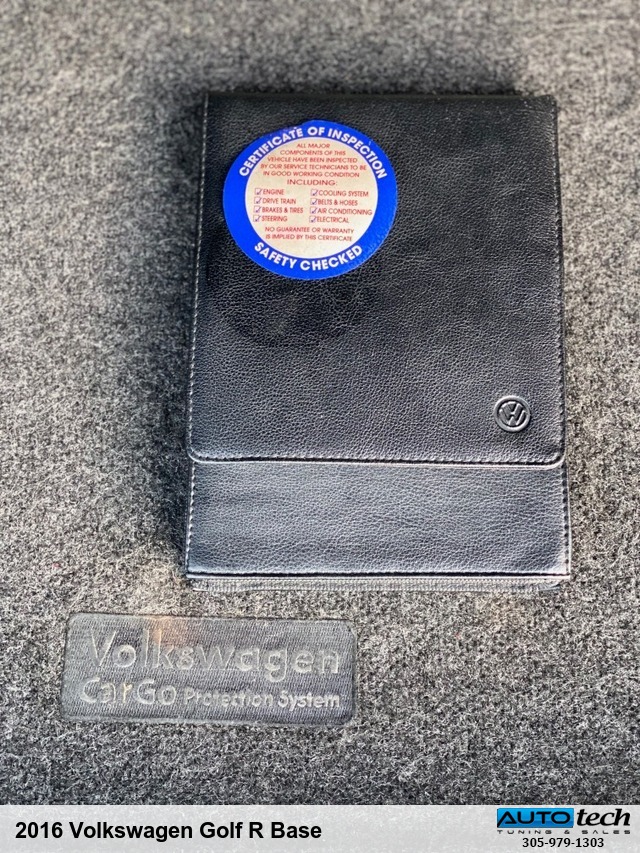 CERTIFICATE OF INSPECTION
ALL MAJOR
COMPONENTS OF THIS
VEHICLE HAVE BEEN INSPECTED
BY OUR SERVICE TECHNICIANS TO BE
IN GOOD WORKING CONDITION
INCLUDING:
ENGINE COOLING SYSTEM
DRIVE TRAIN BELTS & HOSES
BRAKES & TIRES AIR CONDITIONING
STEERING ELECTRICAL
NO GUARANTEE OR WARRANTY
IS IMPLIED BY THIS CERTIFICATE
SAFETY CHECKED
Volkswagen
CarGo Protection System
2016 Volkswagen Golf R Base
AUTOtech
TUNING & SALES
305-979-1303